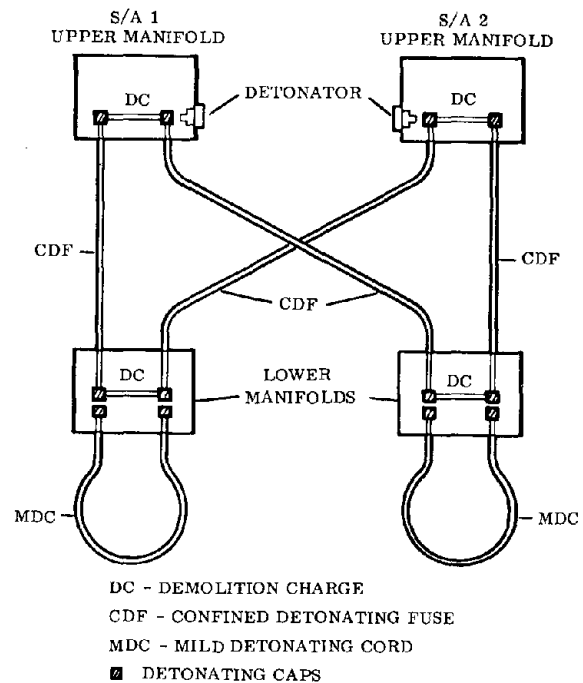 S/A 1
UPPER MANIFOLD
S/A 2
UPPER MANIFOLD
DC
DETONATOR
DC
CDF
CDF
CDF
DC
LOWER
MANIFOLDS
DC
MDC
MDC
DC - DEMOLITION CHARGE
CDF - CONFINED DETONATING FUSE
MDC - MILD DETONATING CORD
DETONATING CAPS